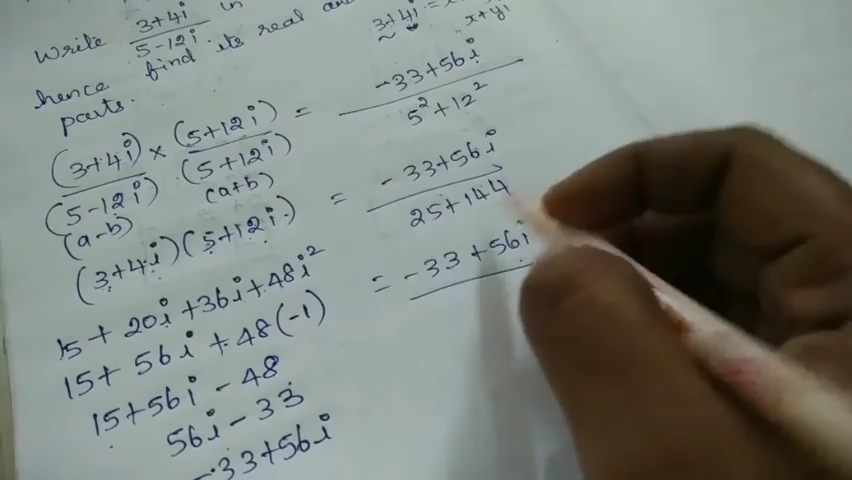 Write 3+4i / 5-12i in
hence find its real and
parts.
3+4i = x
x+yi
(3+4i)/(5-12i) × (5+12i)/(5+12i) =
(a-b) (a+b)
(3+4i)(5+12i)
15+20i+36i+48i²
15+56i+48(-1)
15+56i-48
56i-33
-33+56i
-33+56i / 5²+12²
= -33+56i / 25+144
= -33+56i